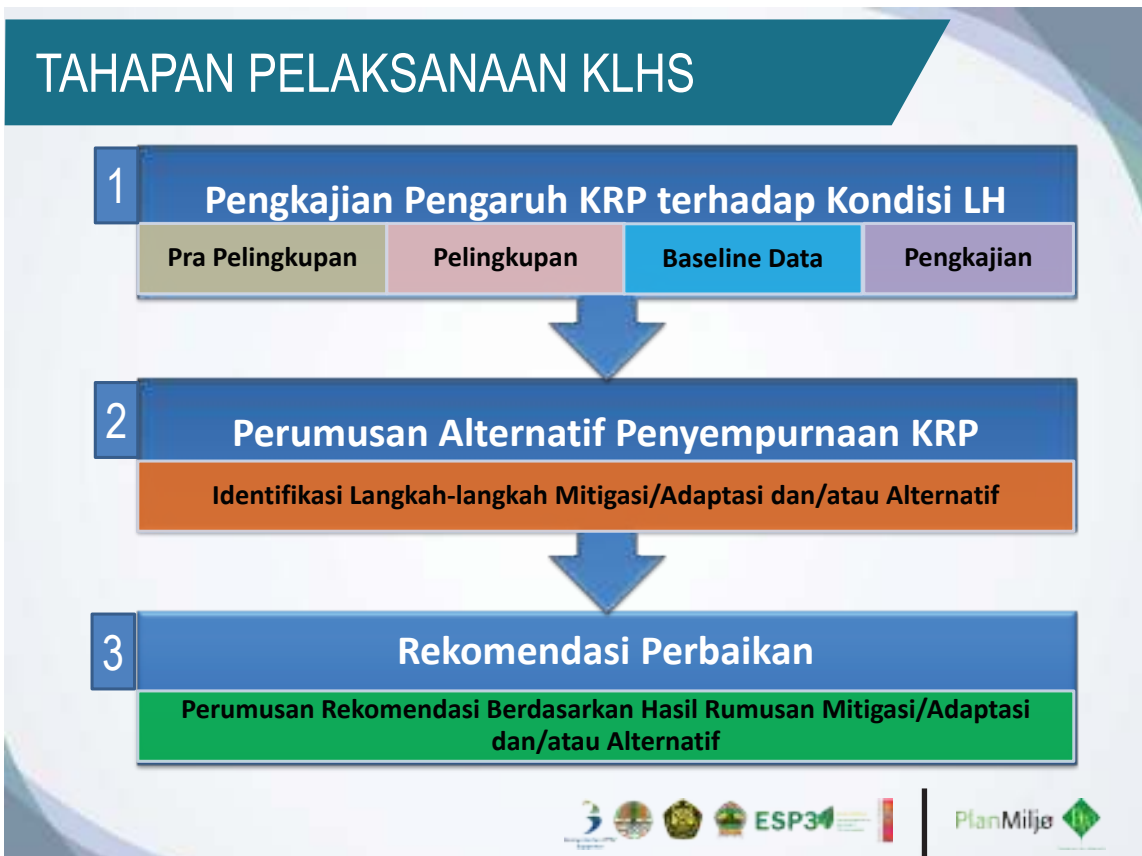 TAHAPAN PELAKSANAAN KLHS
1
Pengkajian Pengaruh KRP terhadap Kondisi LH
Pra Pelingkupan
Pelingkupan
Baseline Data
Pengkajian
2
Perumusan Alternatif Penyempurnaan KRP
Identifikasi Langkah-langkah Mitigasi/Adaptasi dan/atau Alternatif
3
Rekomendasi Perbaikan
Perumusan Rekomendasi Berdasarkan Hasil Rumusan Mitigasi/Adaptasi
dan/atau Alternatif
ESP3
PlanMiljø